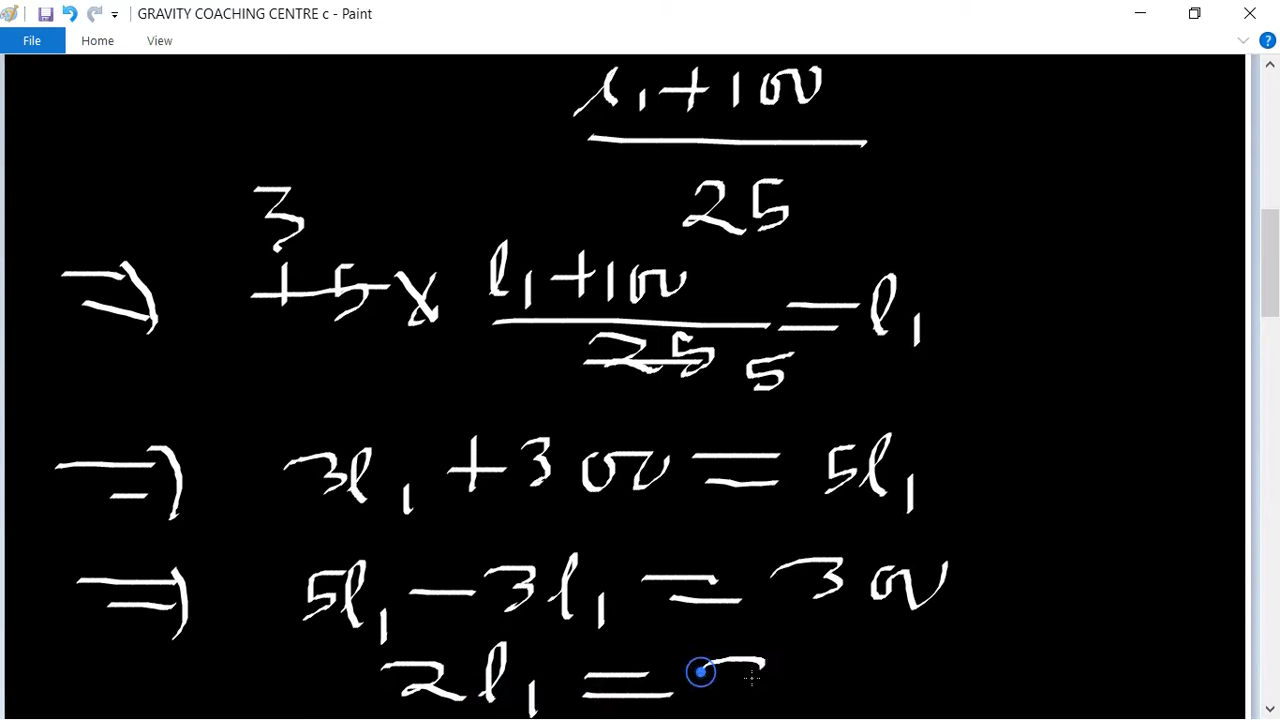 GRAVITY COACHING CENTRE c - Paint
File Home View
l₁ + 100
25
3
⇒ 15 × l₁ + 100 = l₁
25 5
⇒ 3l₁ + 300 = 5l₁
⇒ 5l₁ - 3l₁ = 300
2l₁ =